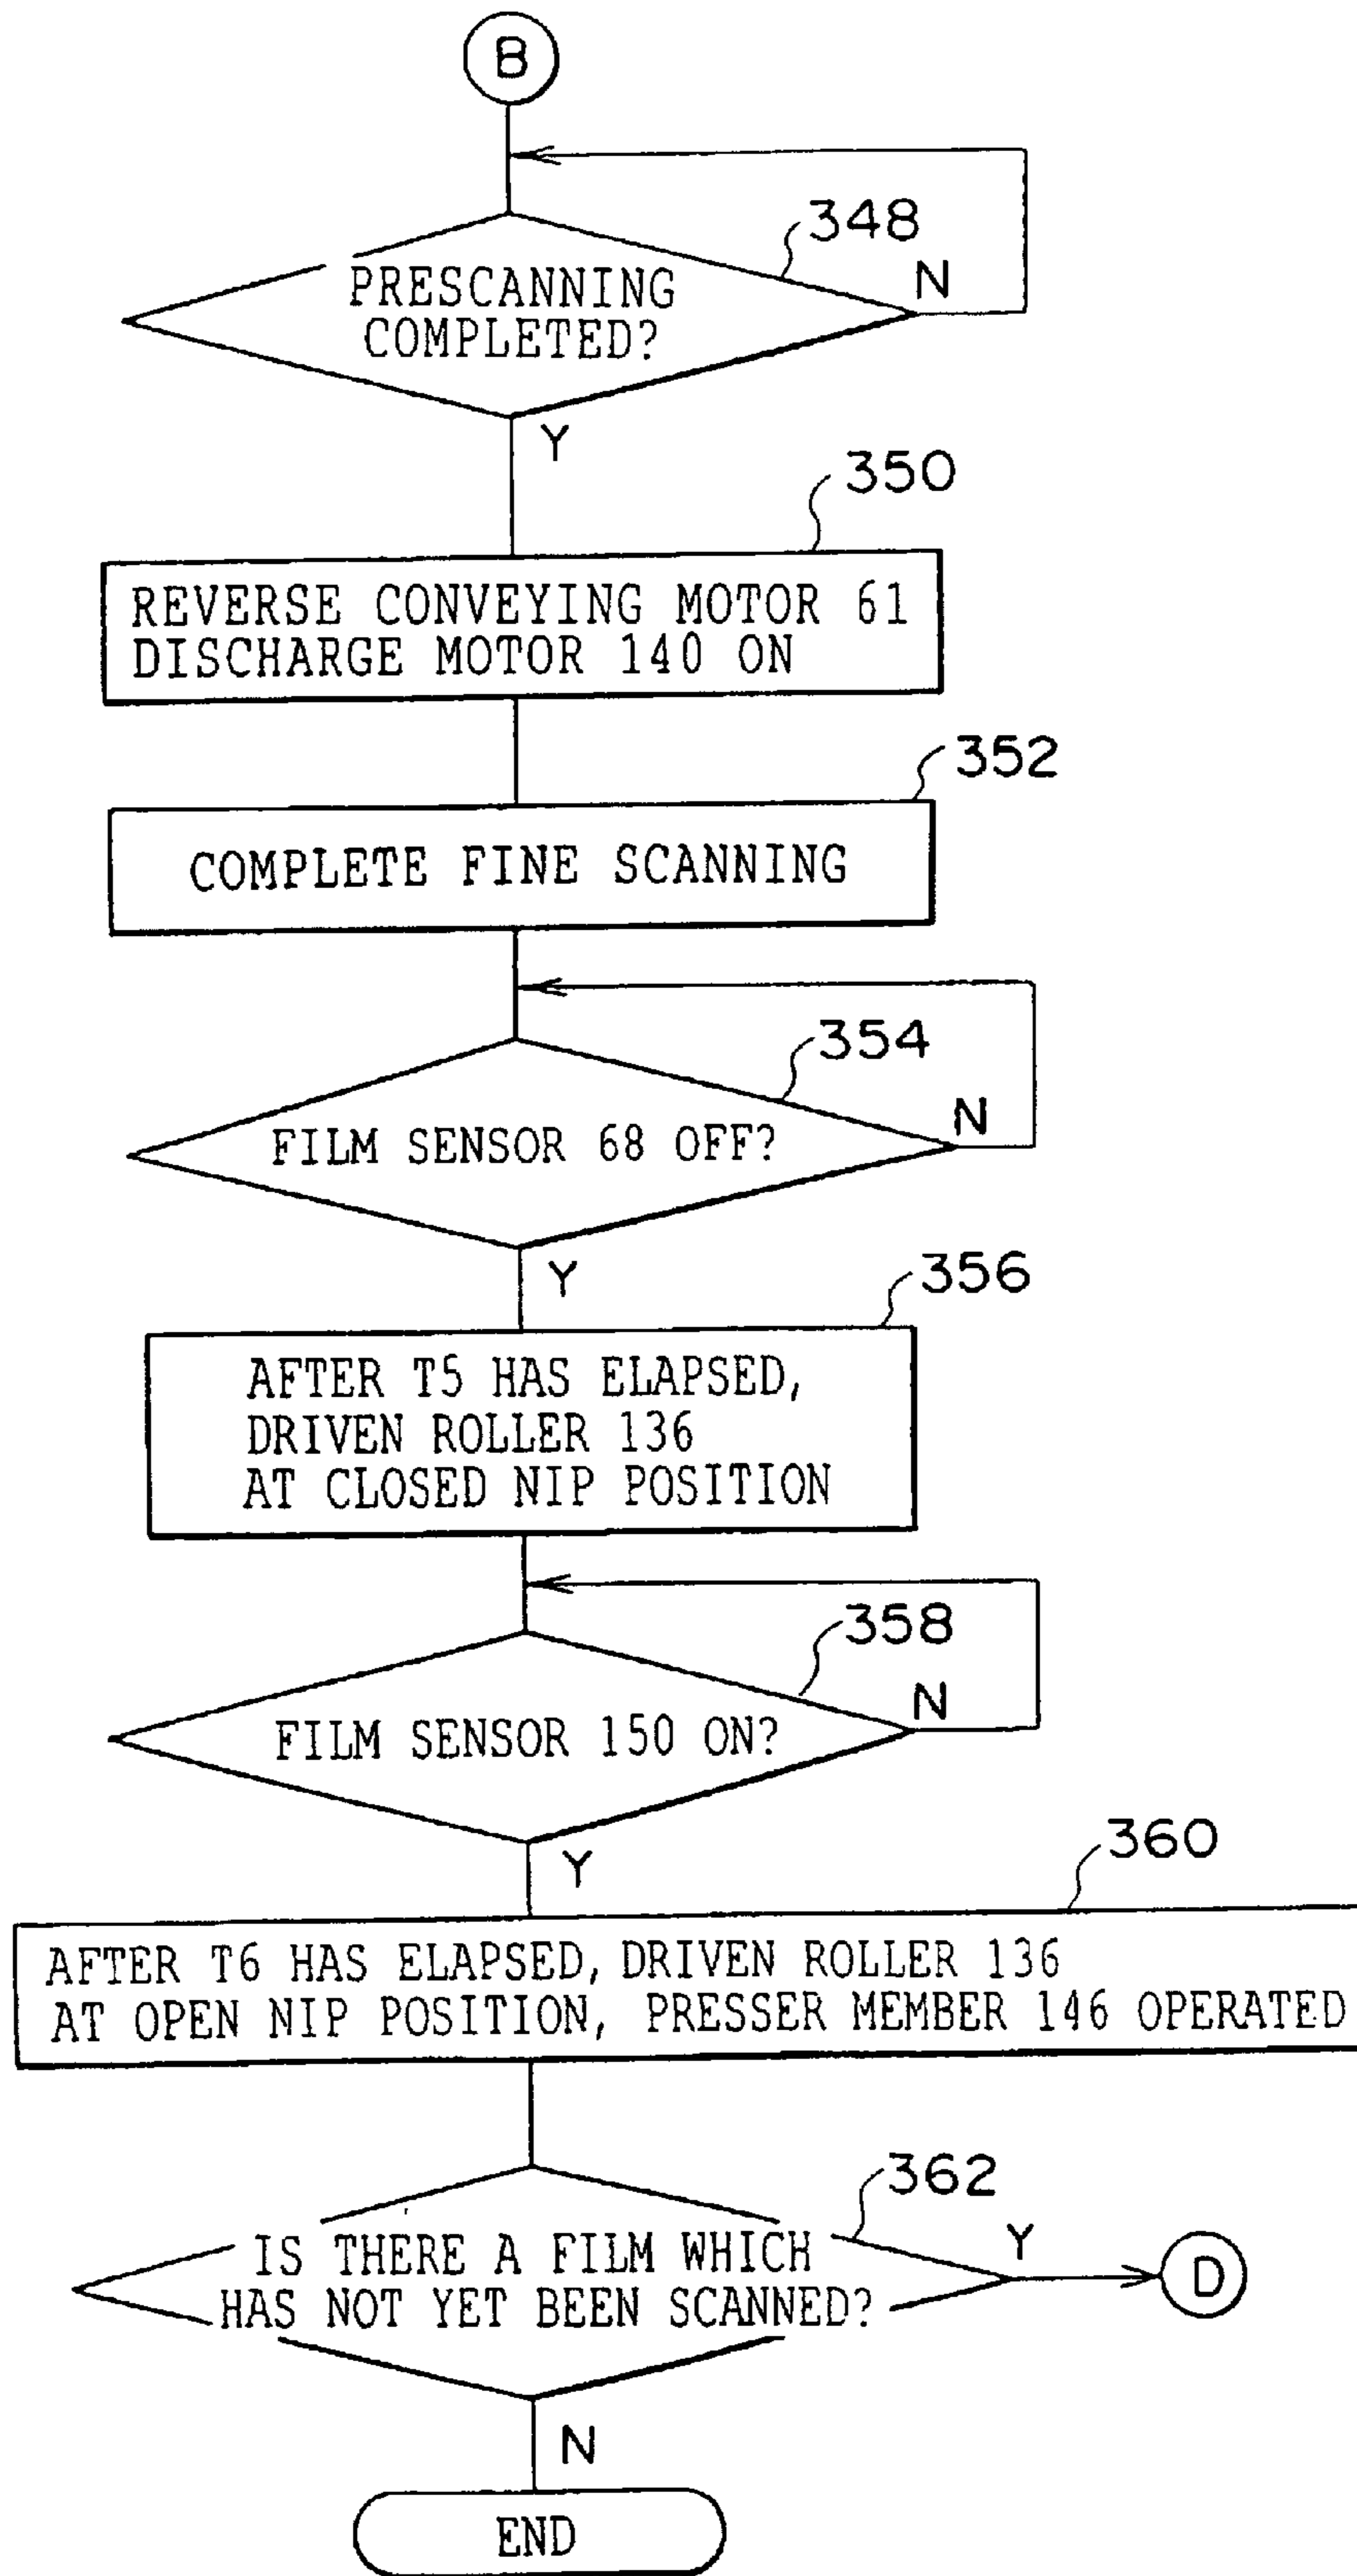 B
348
PRESCANNING
COMPLETED?
N
Y
350
REVERSE CONVEYING MOTOR 61
DISCHARGE MOTOR 140 ON
352
COMPLETE FINE SCANNING
354
FILM SENSOR 68 OFF?
N
Y
356
AFTER T5 HAS ELAPSED,
DRIVEN ROLLER 136
AT CLOSED NIP POSITION
358
FILM SENSOR 150 ON?
N
Y
360
AFTER T6 HAS ELAPSED, DRIVEN ROLLER 136
AT OPEN NIP POSITION, PRESSER MEMBER 146 OPERATED
362
IS THERE A FILM WHICH
HAS NOT YET BEEN SCANNED?
Y
D
N
END